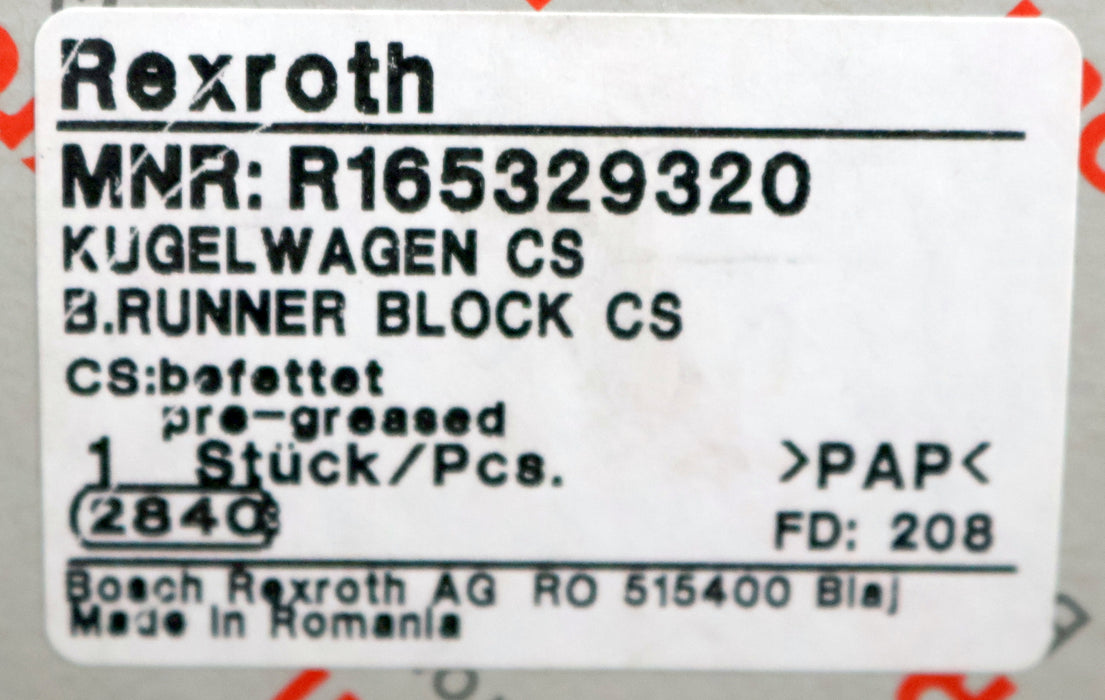 Rexroth
MNR: R165329320
KUGELWAGEN CS
B.RUNNER BLOCK CS
CS:befettet
pre-greased
1 Stück/Pcs.
>PAP<
(2840)
FD: 208
Bosch Rexroth AG RO 515400 Blaj
Made in Romania